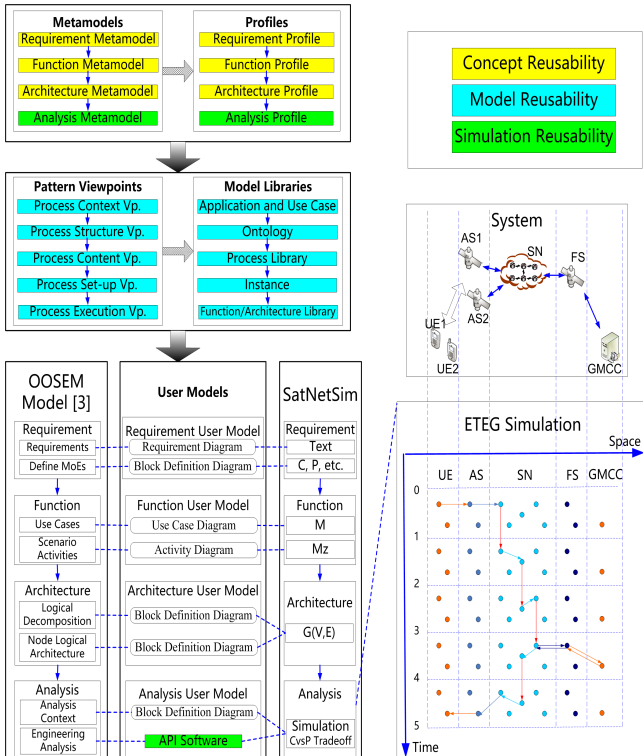 Metamodels
Requirement Metamodel
Function Metamodel
Architecture Metamodel
Analysis Metamodel
Profiles
Requirement Profile
Function Profile
Architecture Profile
Analysis Profile
Concept Reusability
Model Reusability
Simulation Reusability
Pattern Viewpoints
Process Context Vp.
Process Structure Vp.
Process Content Vp.
Process Set-up Vp.
Process Execution Vp.
Model Libraries
Application and Use Case
Ontology
Process Library
Instance
Function/Architecture Library
System
AS1
SN
FS
AS2
UE1
UE2
GMCC
OOSEM
Model [3]
Requirement
Requirements
Define MoEs
Function
Use Cases
Scenario
Activities
Architecture
Logical
Decomposition
Node Logical
Architecture
Analysis
Analysis
Context
Engineering
Analysis
User Models
Requirement User Model
Requirement Diagram
Block Definition Diagram
Function User Model
Use Case Diagram
Activity Diagram
Architecture User Model
Block Definition Diagram
Block Definition Diagram
Analysis User Model
Block Definition Diagram
API Software
SatNetSim
Requirement
Text
C, P, etc.
Function
M
Mz
Architecture
G(V,E)
Analysis
Simulation
CvsP Tradeoff
ETEG Simulation
Space
UE
AS
SN
FS
GMCC
0
1
2
3
4
5
Time